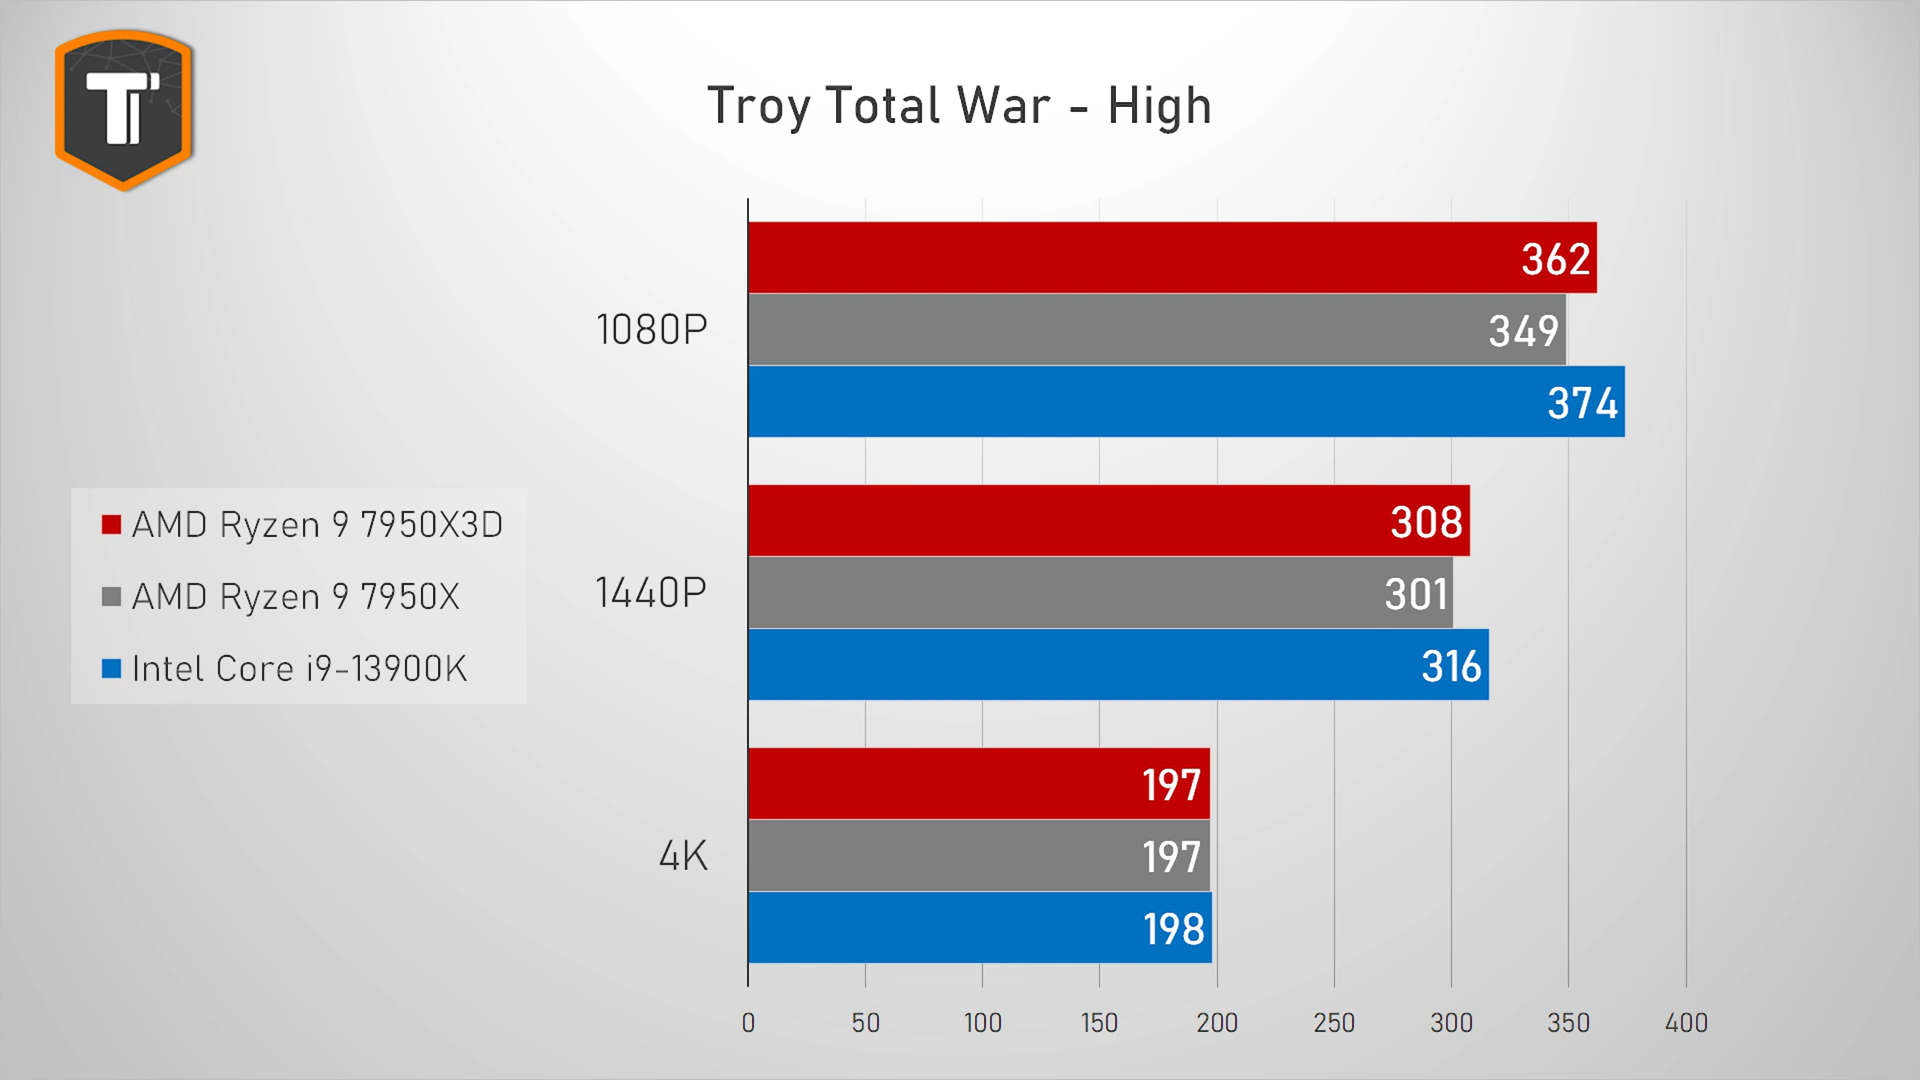 T
Troy Total War - High
1080P
362
349
374
1440P
308
301
316
4K
197
197
198
AMD Ryzen 9 7950X3D
AMD Ryzen 9 7950X
Intel Core i9-13900K
0 50 100 150 200 250 300 350 400